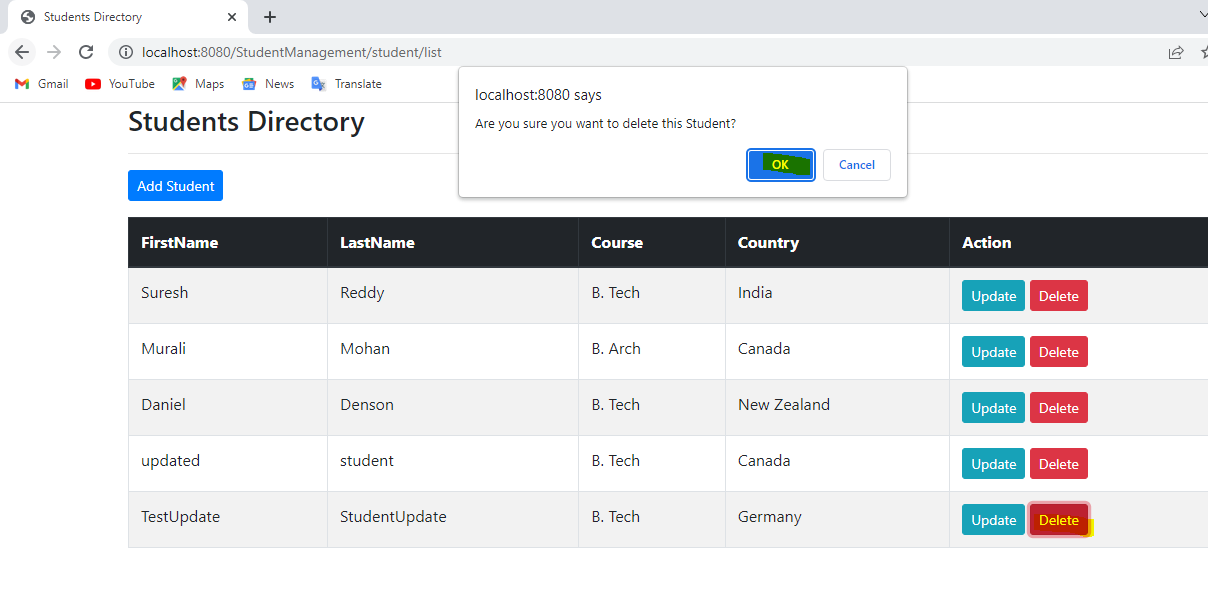 Students Directory
localhost:8080/StudentManagement/student/list
Gmail YouTube Maps News Translate
localhost:8080 says
Are you sure you want to delete this Student?
OK Cancel
Students Directory
Add Student
FirstName LastName Course Country Action
Suresh Reddy B. Tech India Update Delete
Murali Mohan B. Arch Canada Update Delete
Daniel Denson B. Tech New Zealand Update Delete
updated student B. Tech Canada Update Delete
TestUpdate StudentUpdate B. Tech Germany Update Delete